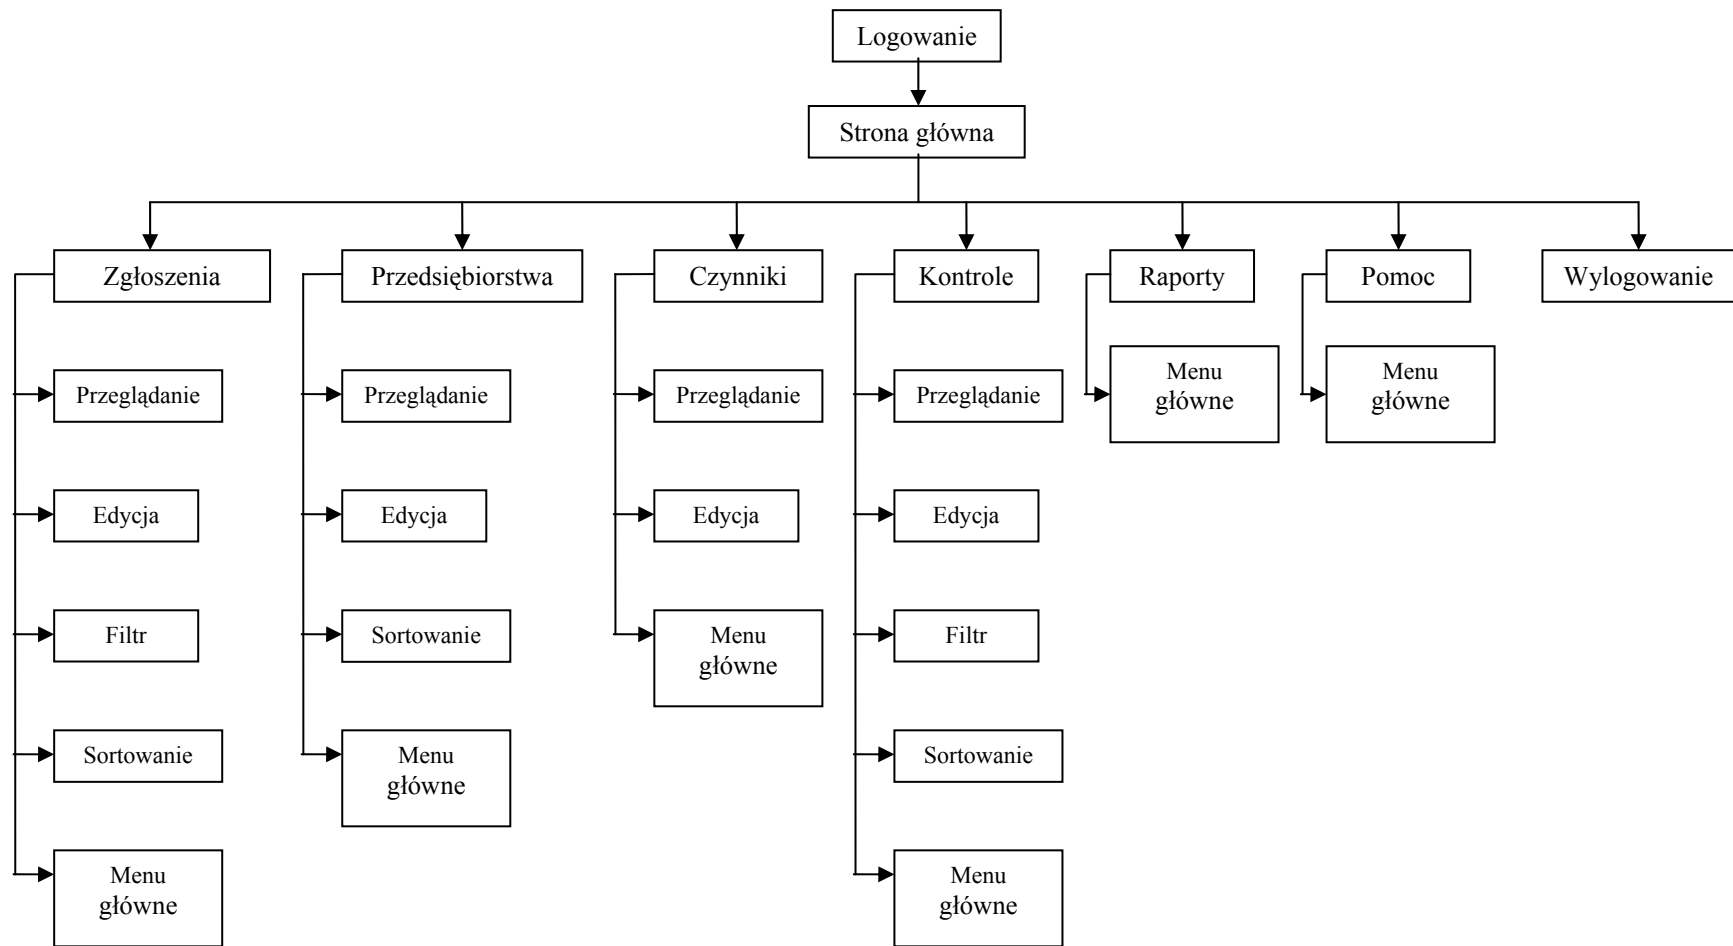 Logowanie
Strona główna
Zgłoszenia
Przedsiębiorstwa
Czynniki
Kontrole
Raporty
Pomoc
Wylogowanie
Przeglądanie
Przeglądanie
Przeglądanie
Przeglądanie
Menu
główne
Menu
główne
Edycja
Edycja
Edycja
Edycja
Filtr
Sortowanie
Menu
główne
Filtr
Sortowanie
Menu
główne
Sortowanie
Menu
główne
Menu
główne